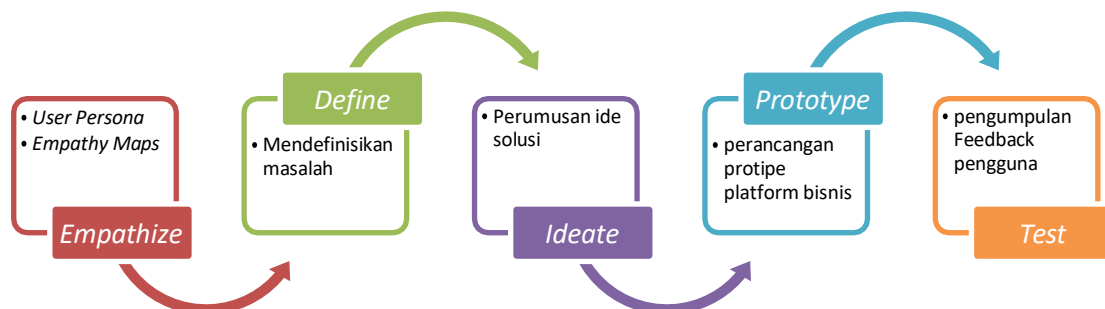 • User Persona
• Empathy Maps
Empathize
Define
• Mendefinisikan
masalah
• Perumusan ide
solusi
Ideate
Prototype
• perancangan
protipe
platform bisnis
• pengumpulan
Feedback
pengguna
Test